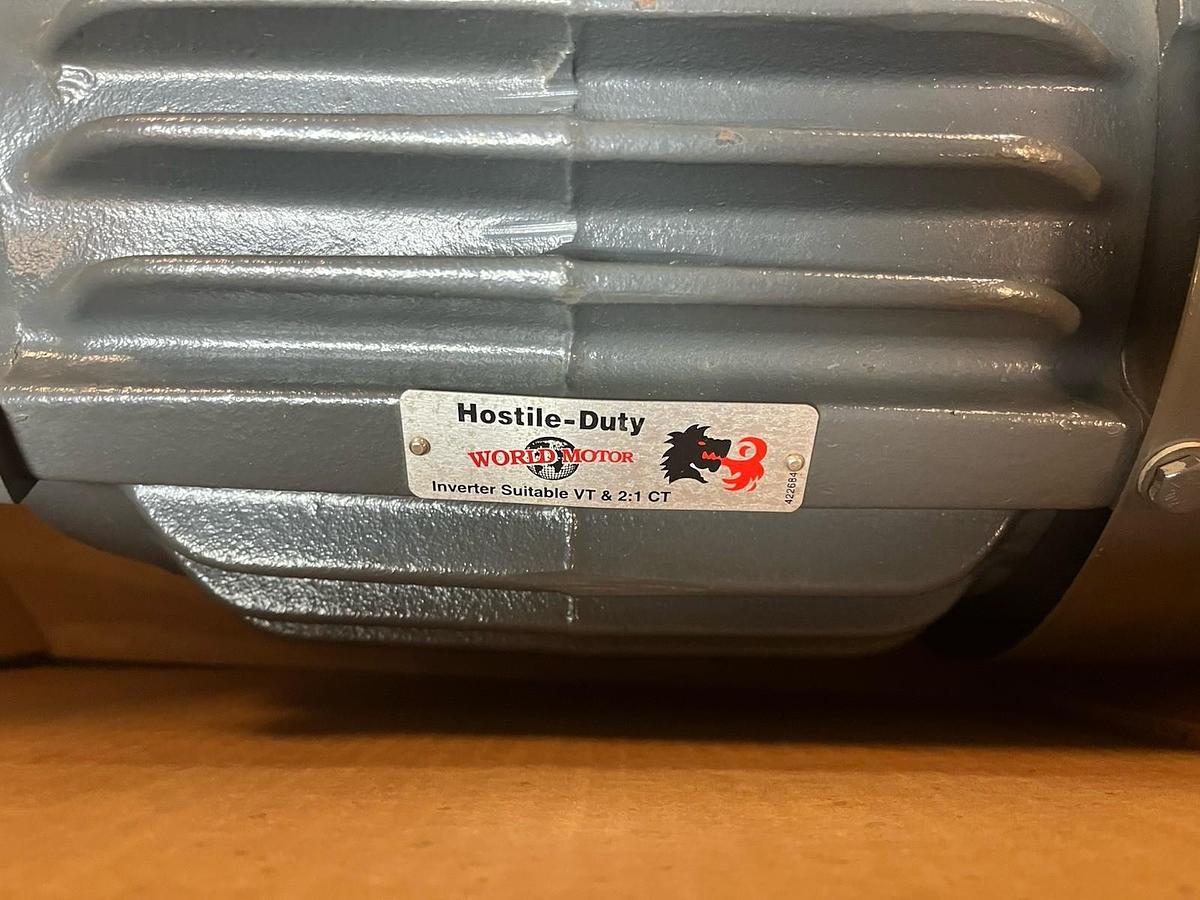 Hostile-Duty
WORLD MOTOR
Inverter Suitable VT & 2:1 CT
422684